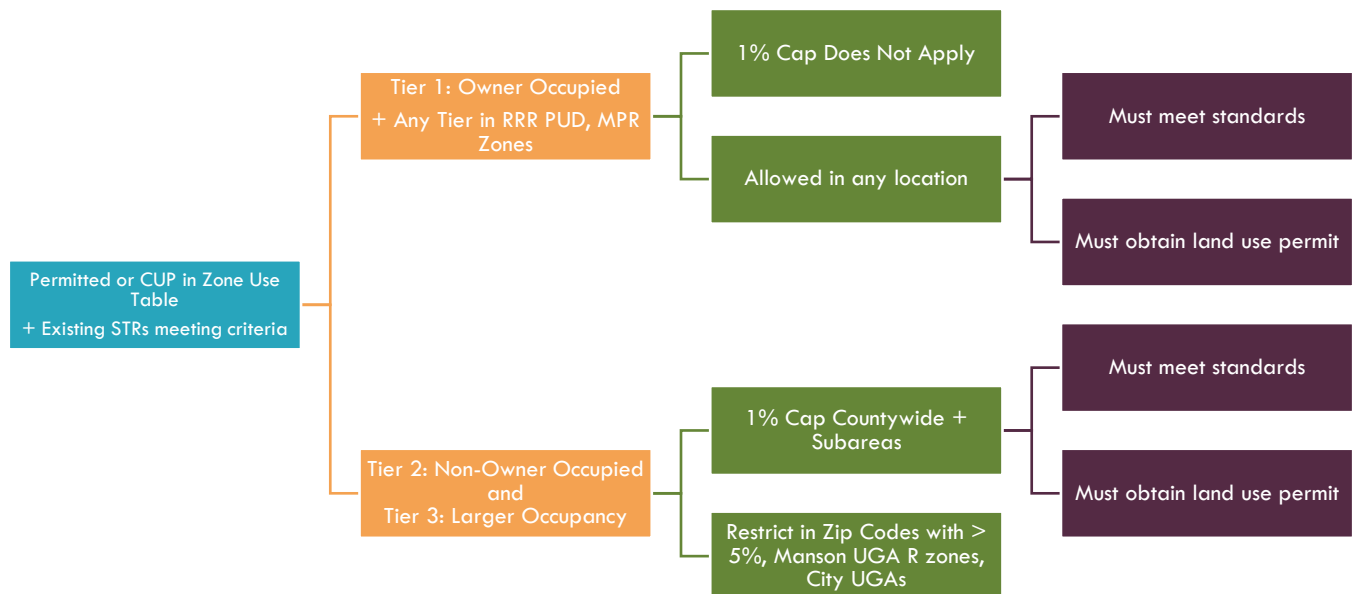 Permitted or CUP in Zone Use
Table
+ Existing STRs meeting criteria
Tier 1: Owner Occupied
+ Any Tier in RRR PUD, MPR
Zones
1% Cap Does Not Apply
Allowed in any location
Must meet standards
Must obtain land use permit
Tier 2: Non-Owner Occupied
and
Tier 3: Larger Occupancy
1% Cap Countywide +
Subareas
Restrict in Zip Codes with >
5%, Manson UGA R zones,
City UGAs
Must meet standards
Must obtain land use permit